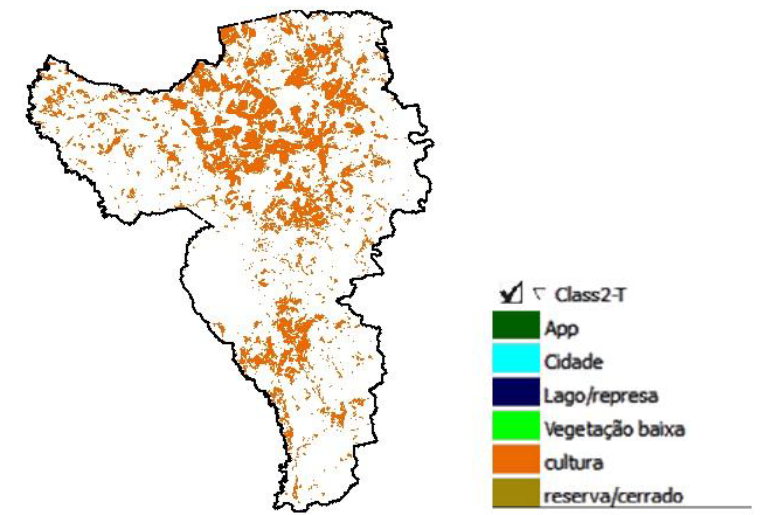 Class2-T
App
Cidade
Lago/represa
Vegetação baixa
cultura
reserva/cerrado